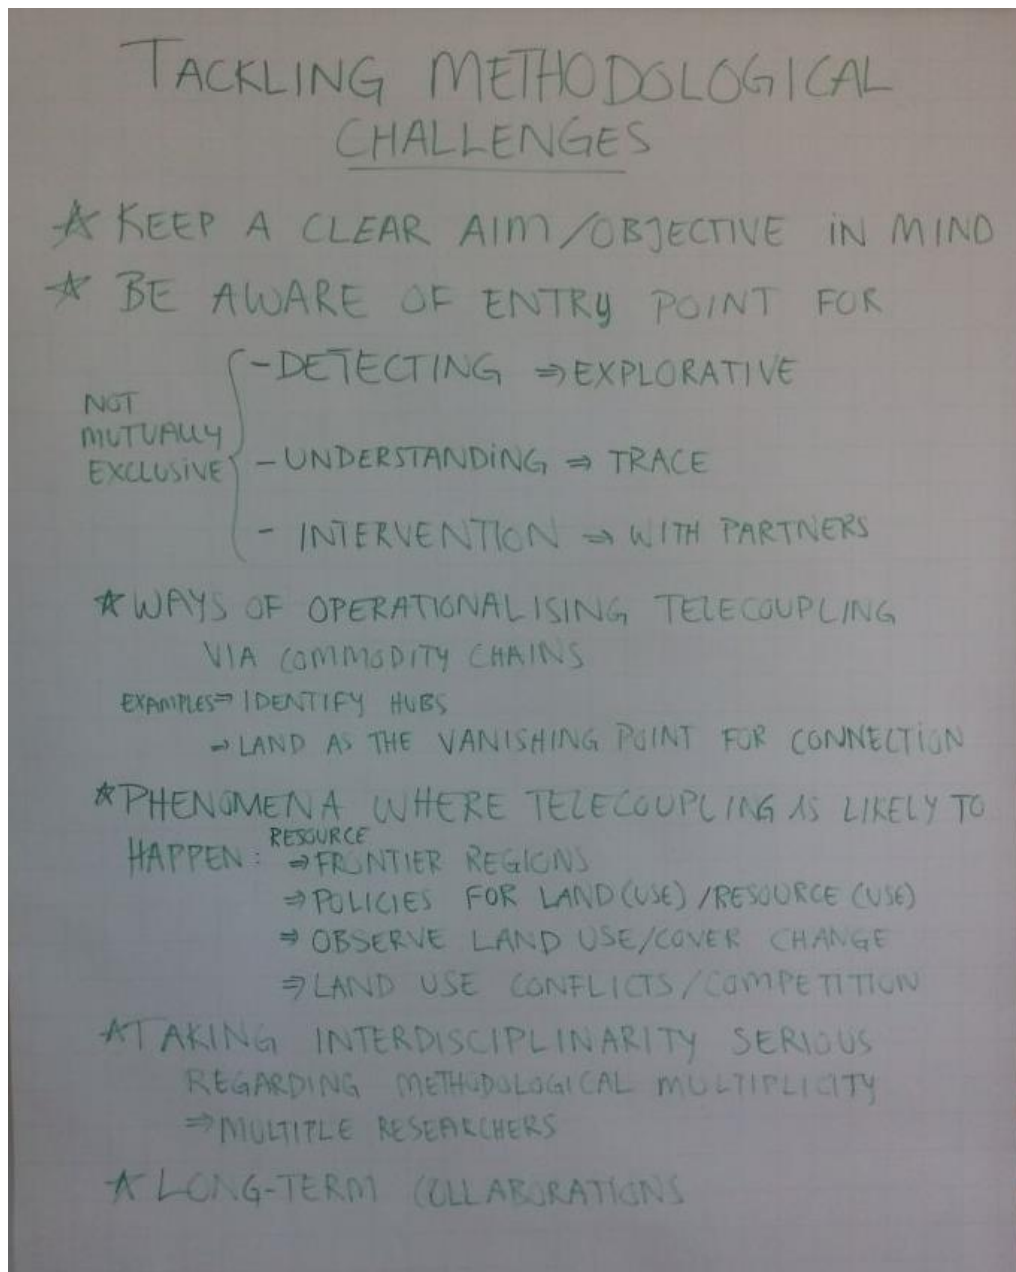 TACKLING METHODOLOGICAL
CHALLENGES
☆ KEEP A CLEAR AIM/OBJECTIVE IN MIND
☆ BE AWARE OF ENTRY POINT FOR
- DETECTING ⇒ EXPLORATIVE
NOT
MUTUALLY
EXCLUSIVE
- UNDERSTANDING ⇒ TRACE
- INTERVENTION ⇒ WITH PARTNERS
☆ WAYS OF OPERATIONALISING TELECOUPLING
VIA COMMODITY CHAINS
EXAMPLES ⇒ IDENTIFY HUBS
⇒ LAND AS THE VANISHING POINT FOR CONNECTION
☆ PHENOMENA WHERE TELECOUPLING IS LIKELY TO
HAPPEN: ⇒ RESOURCE FRONTIER REGIONS
⇒ POLICIES FOR LAND (USE) / RESOURCE (USE)
⇒ OBSERVE LAND USE/COVER CHANGE
⇒ LAND USE CONFLICTS/COMPETITION
☆ TAKING INTERDISCIPLINARITY SERIOUS
REGARDING METHODOLOGICAL MULTIPLICITY
⇒ MULTIPLE RESEARCHERS
☆ LONG-TERM COLLABORATIONS